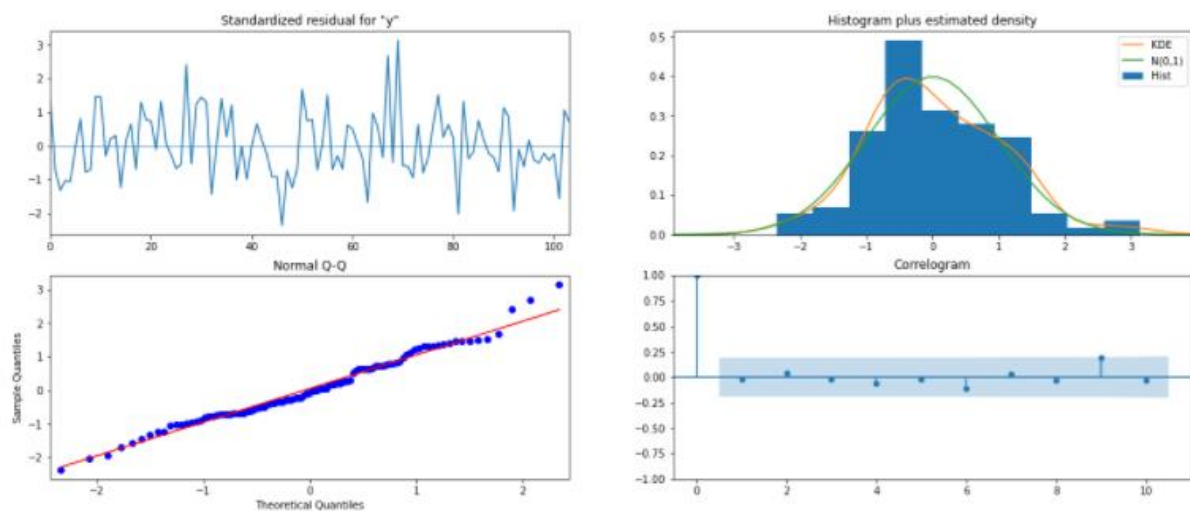 Standardized residual for "y"
3
2
1
0
−1
−2
0 20 40 60 80 100
Histogram plus estimated density
0.5
0.4
0.3
0.2
0.1
0.0
KDE
N(0,1)
Hist
−3 −2 −1 0 1 2 3
Normal Q-Q
Sample Quantiles
3
2
1
0
−1
−2
−2 −1 0 1 2
Theoretical Quantiles
Correlogram
1.00
0.75
0.50
0.25
0.00
−0.25
−0.50
−0.75
−1.00
0 2 4 6 8 10